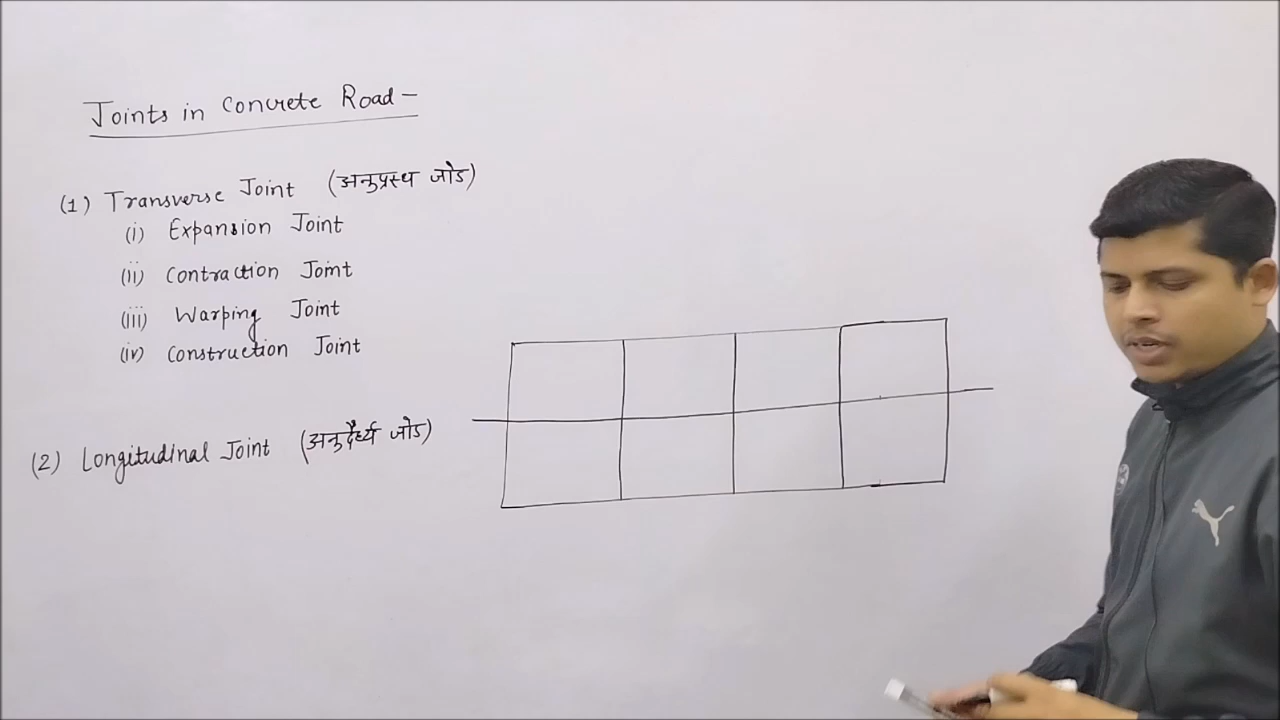 Joints in Concrete Road -
(1) Transverse Joint (अनुप्रस्थ जोड)
(i) Expansion Joint
(ii) Contraction Joint
(iii) Warping Joint
(iv) Construction Joint
(2) Longitudinal Joint (अनुदैर्ध्य जोड)